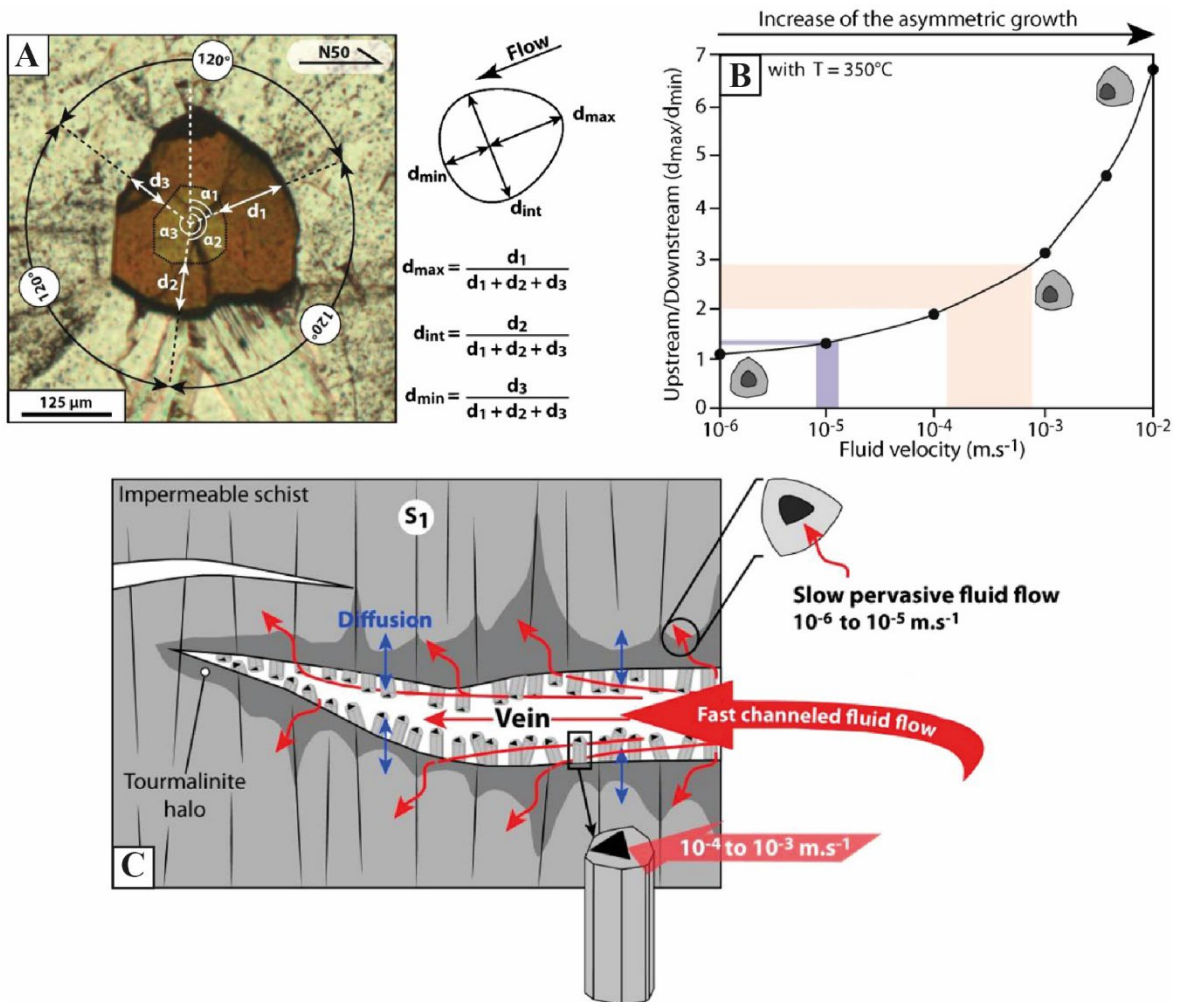 A
N50
120°
120°
120°
d3
α1
d1
α3
α2
d2
125 µm
Flow
dmax
dmin
dint
dmax = d1 / d1 + d2 + d3
dint = d2 / d1 + d2 + d3
dmin = d3 / d1 + d2 + d3
Increase of the asymmetric growth
B
with T = 350°C
Upstream/Downstream (dmax/dmin)
7
6
5
4
3
2
1
0
10-6
10-5
10-4
10-3
10-2
Fluid velocity (m.s-1)
Impermeable schist
S1
Slow pervasive fluid flow
10-6 to 10-5 m.s-1
Diffusion
Vein
Fast channeled fluid flow
Tourmalinite
halo
10-4 to 10-3 m.s-1
C